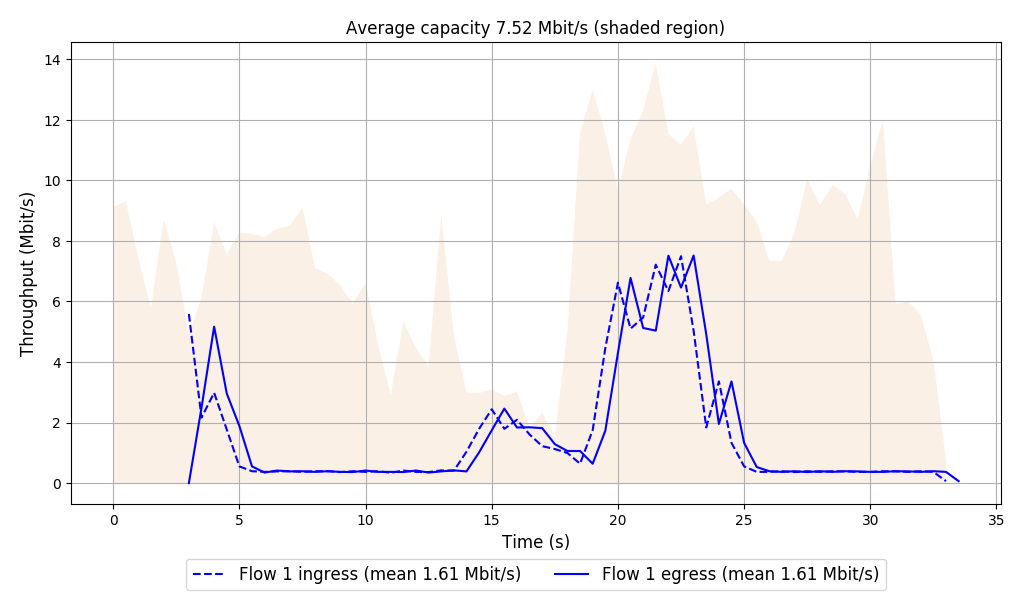 Average capacity 7.52 Mbit/s (shaded region)
14
12
10
8
6
4
2
0
Throughput (Mbit/s)
0 5 10 15 20 25 30 35
Time (s)
Flow 1 ingress (mean 1.61 Mbit/s) Flow 1 egress (mean 1.61 Mbit/s)